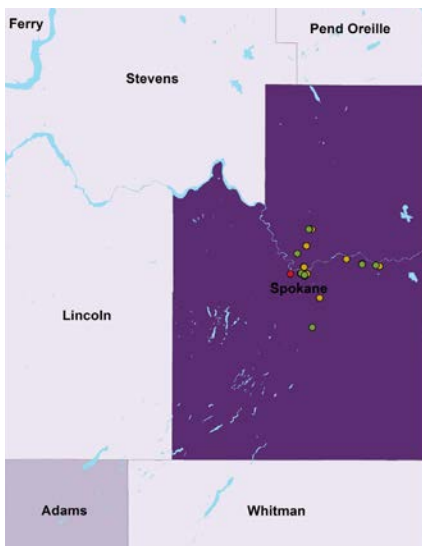 Ferry
Pend Oreille
Stevens
Spokane
Lincoln
Adams
Whitman